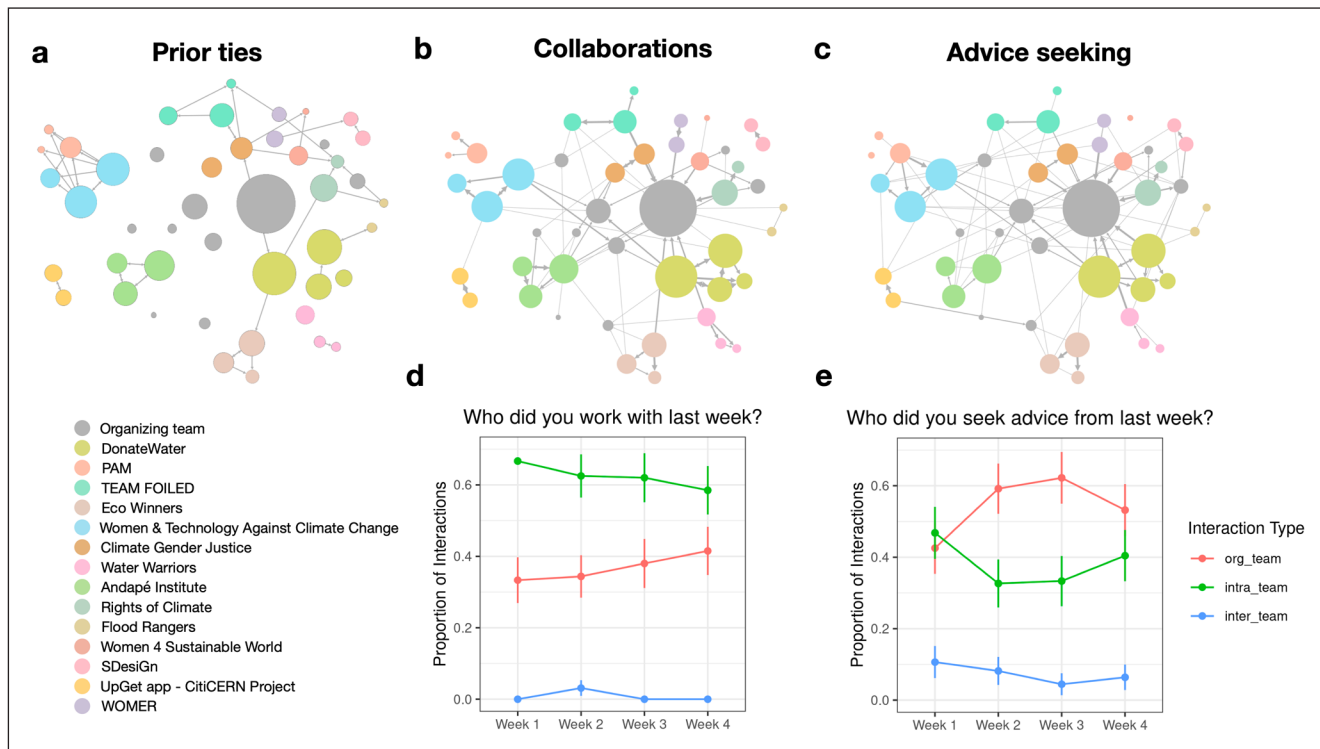 a Prior ties
b Collaborations
c Advice seeking
Organizing team
DonateWater
PAM
TEAM FOILED
Eco Winners
Women & Technology Against Climate Change
Climate Gender Justice
Water Warriors
Andapé Institute
Rights of Climate
Flood Rangers
Women 4 Sustainable World
SDesiGn
UpGet app - CitiCERN Project
WOMER
d
Who did you work with last week?
Proportion of Interactions
0.6
0.4
0.2
0.0
Week 1 Week 2 Week 3 Week 4
e
Who did you seek advice from last week?
Proportion of Interactions
0.6
0.4
0.2
0.0
Week 1 Week 2 Week 3 Week 4
Interaction Type
org_team
intra_team
inter_team